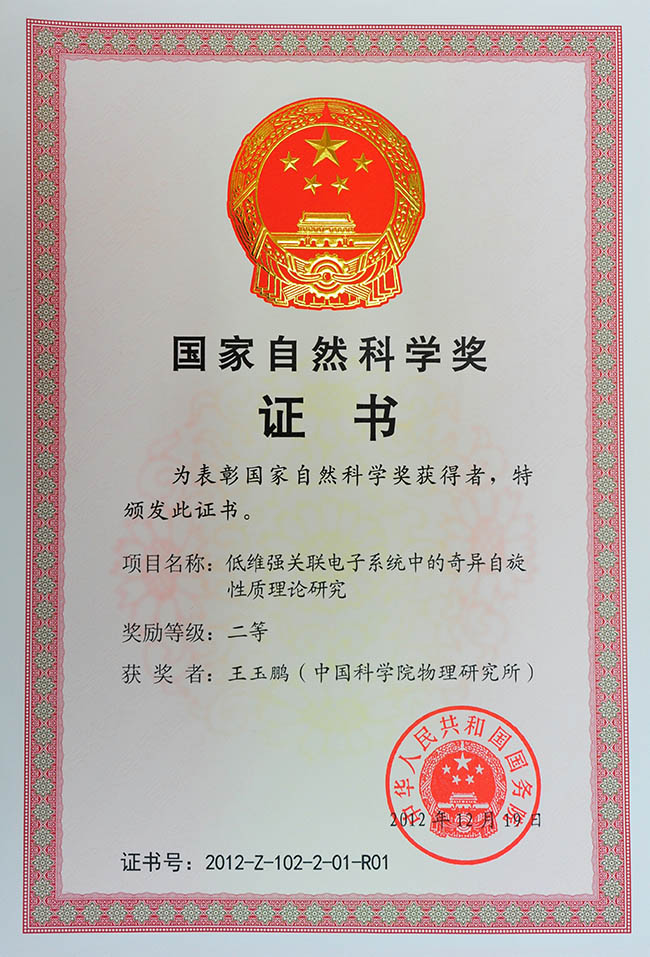 国家自然科学奖
证书
为表彰国家自然科学奖获得者，特
颁发此证书。
项目名称：低维强关联电子系统中的奇异自旋
性质理论研究
奖励等级：二等
获奖者：王玉鹏（中国科学院物理研究所）
中华人民共和国国务院
2012年12月19日
证书号：2012-Z-102-2-01-R01